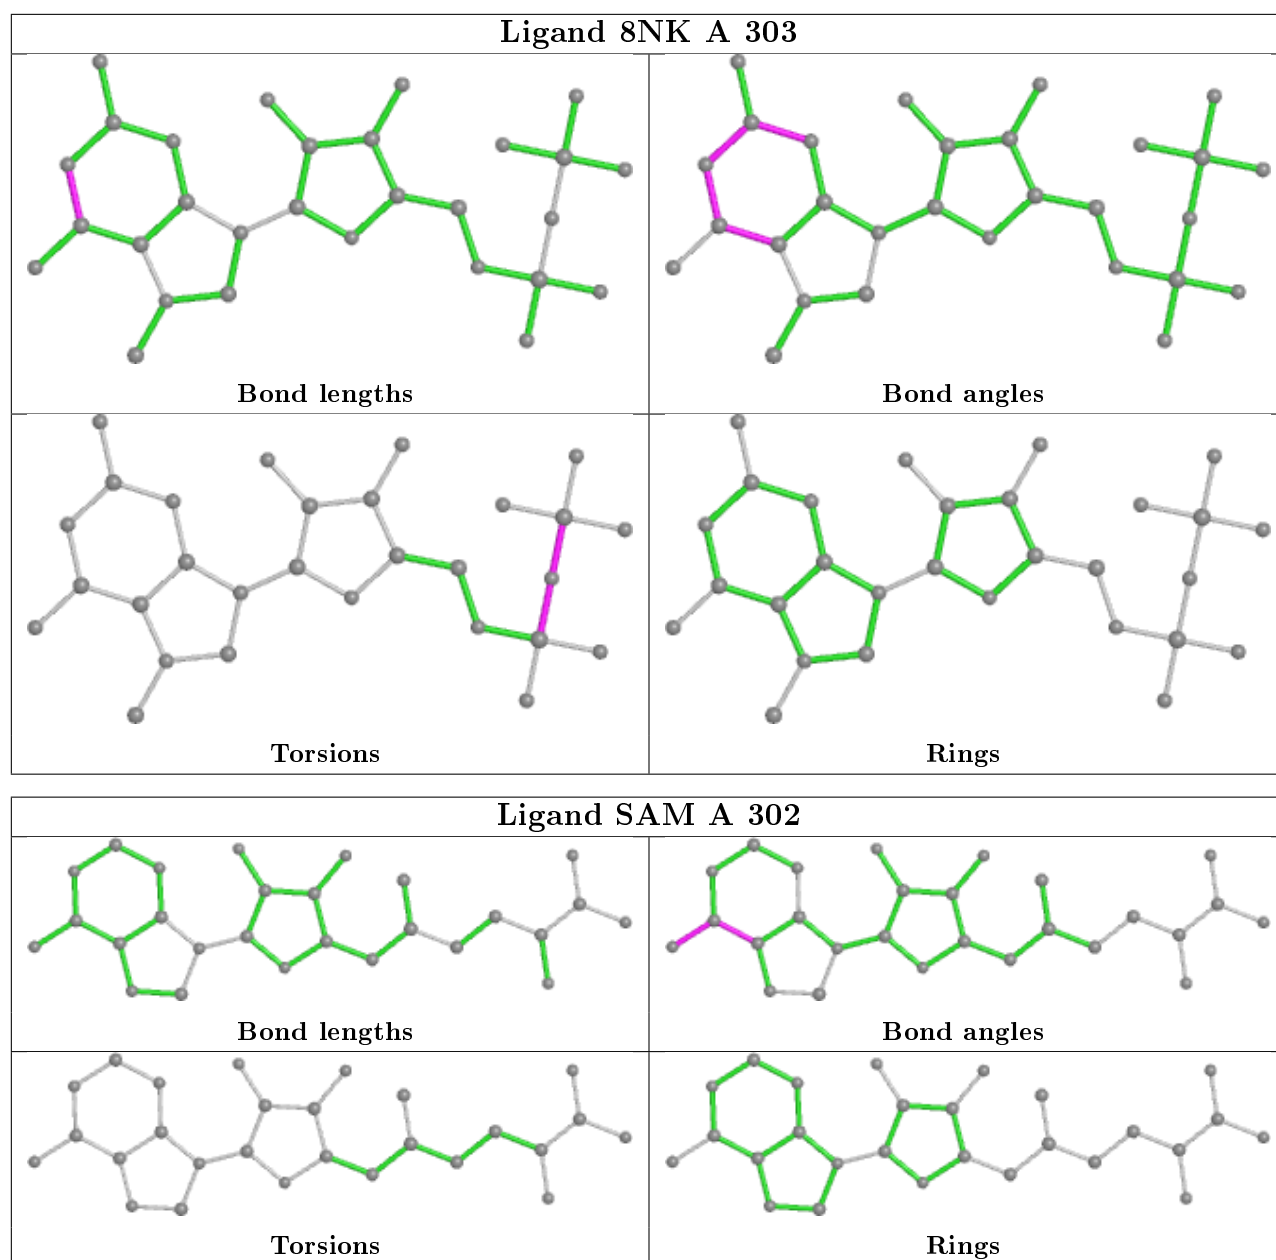 Ligand 8NK A 303
Bond lengths
Bond angles
Torsions
Rings
Ligand SAM A 302
Bond lengths
Bond angles
Torsions
Rings